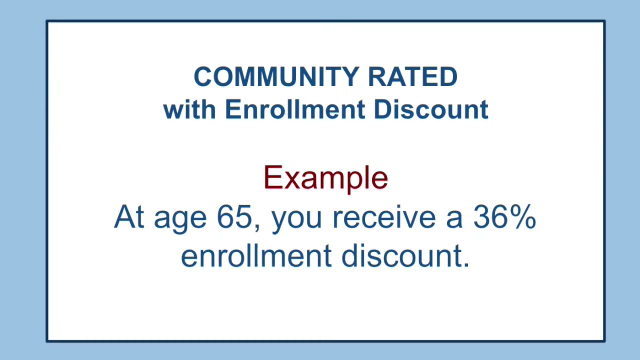 COMMUNITY RATED
with Enrollment Discount
Example
At age 65, you receive a 36%
enrollment discount.